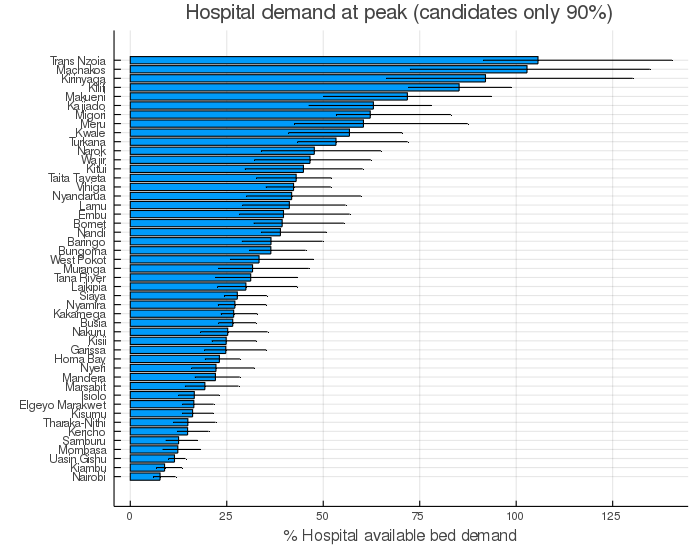 Hospital demand at peak (candidates only 90%)
Trans Nzoia
Machakos
Kirinyaga
Kilifi
Makueni
Kajiado
Migori
Meru
Kwale
Turkana
Narok
Wajir
Kitui
Taita Taveta
Vihiga
Nyandarua
Lamu
Embu
Bomet
Nandi
Baringo
Bungoma
West Pokot
Muranga
Tana River
Laikipia
Siaya
Nyamira
Kakamega
Busia
Nakuru
Kisii
Garissa
Homa Bay
Nyeri
Mandera
Marsabit
Isiolo
Elgeyo Marakwet
Kisumu
Tharaka-Nithi
Kericho
Samburu
Mombasa
Uasin Gishu
Kiambu
Nairobi
0 25 50 75 100 125
% Hospital available bed demand